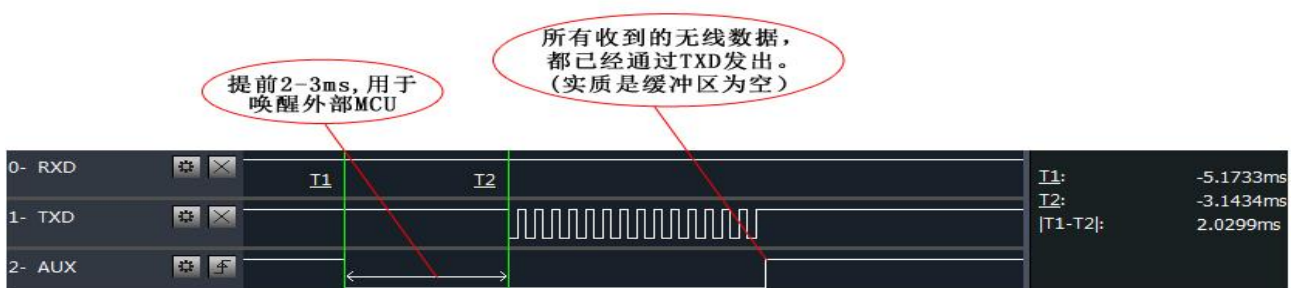 所有收到的无线数据，
都已经通过TXD发出。
(实质是缓冲区为空)
提前2-3ms,用于
唤醒外部MCU
0- RXD
T1
T2
T1: -5.1733ms
T2: -3.1434ms
|T1-T2|: 2.0299ms
1- TXD
2- AUX